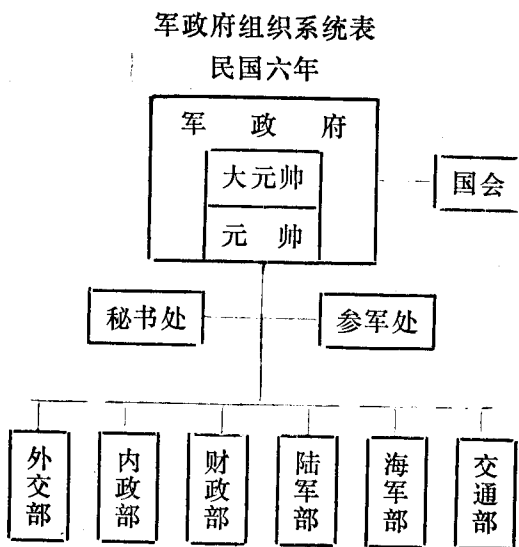 军政府组织系统表
民国六年
军政府
大元帅
国会
元帅
秘书处
参军处
外交部
内政部
财政部
陆军部
海军部
交通部